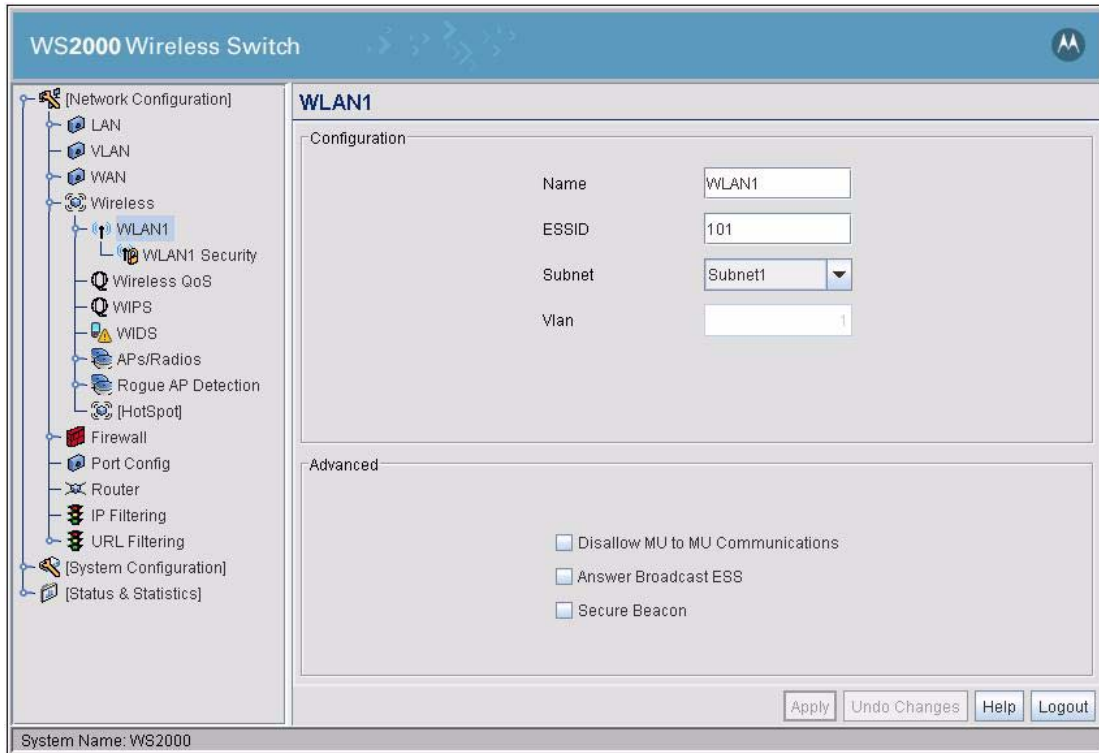 WS2000 Wireless Switch
[Network Configuration]
LAN
VLAN
WAN
Wireless
WLAN1
WLAN1 Security
Wireless QoS
WIPS
WIDS
APs/Radios
Rogue AP Detection
[HotSpot]
Firewall
Port Config
Router
IP Filtering
URL Filtering
[System Configuration]
[Status & Statistics]
WLAN1
Configuration
Name WLAN1
ESSID 101
Subnet Subnet1
Vlan 1
Advanced
Disallow MU to MU Communications
Answer Broadcast ESS
Secure Beacon
Apply Undo Changes Help Logout
System Name: WS2000